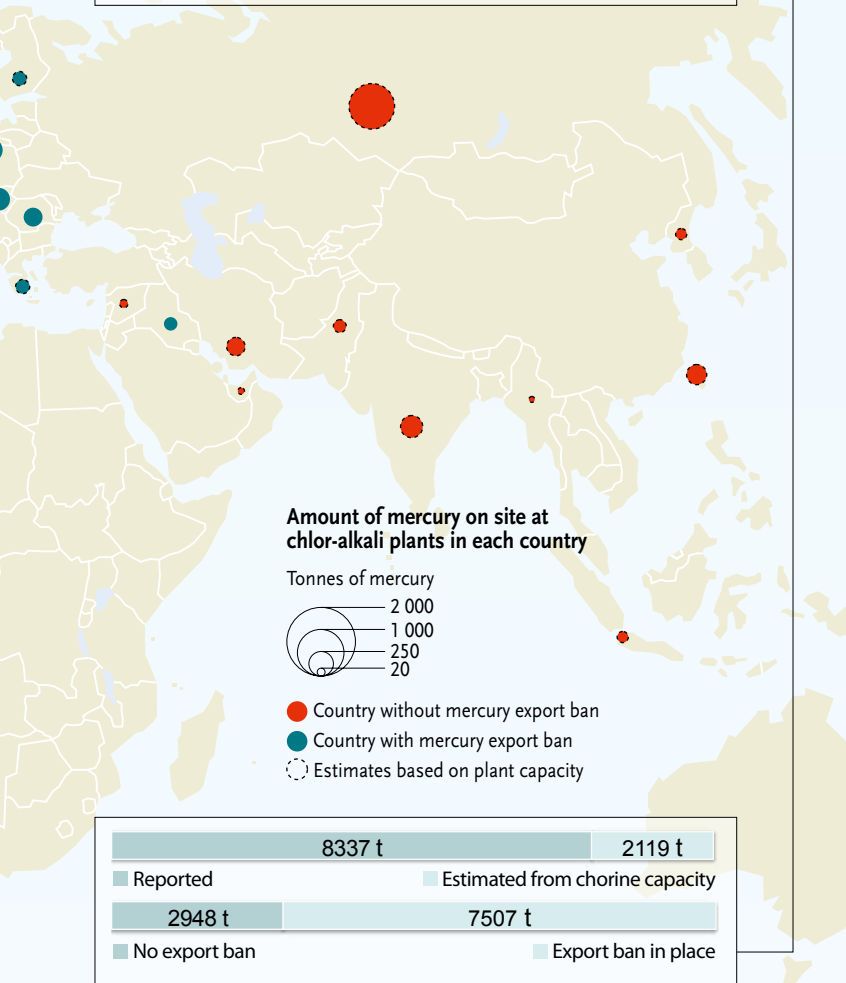 Amount of mercury on site at
chlor-alkali plants in each country
Tonnes of mercury
2 000
1 000
250
20
Country without mercury export ban
Country with mercury export ban
Estimates based on plant capacity
8337 t 2119 t
Reported Estimated from chorine capacity
2948 t 7507 t
No export ban Export ban in place